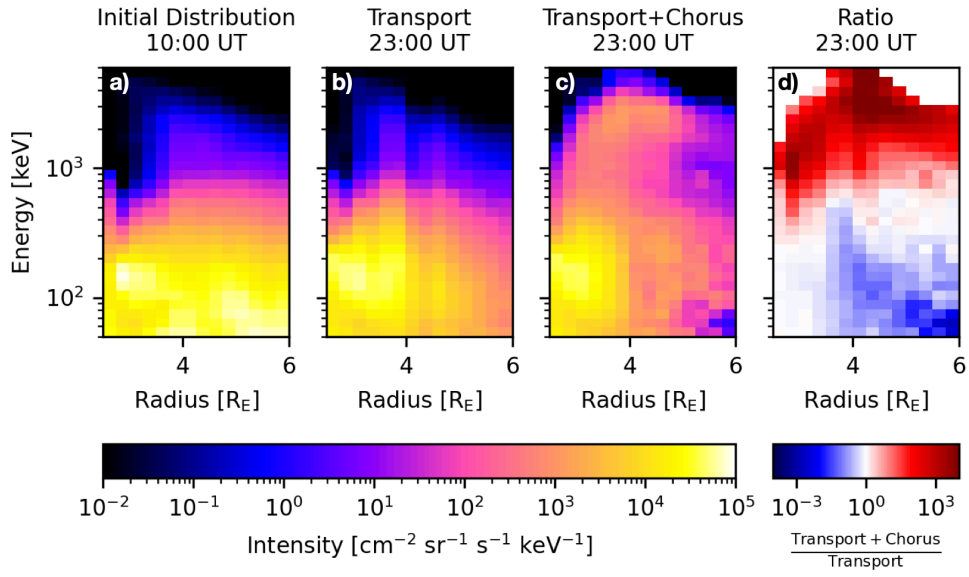 Initial Distribution
10:00 UT
Transport
23:00 UT
Transport+Chorus
23:00 UT
Ratio
23:00 UT
a)
b)
c)
d)
Energy [keV]
10³
10²
4
6
4
6
4
6
4
6
Radius [R_E]
Radius [R_E]
Radius [R_E]
Radius [R_E]
10⁻²
10⁻¹
10⁰
10¹
10²
10³
10⁴
10⁵
Intensity [cm⁻² sr⁻¹ s⁻¹ keV⁻¹]
10⁻³
10⁰
10³
Transport + Chorus
Transport